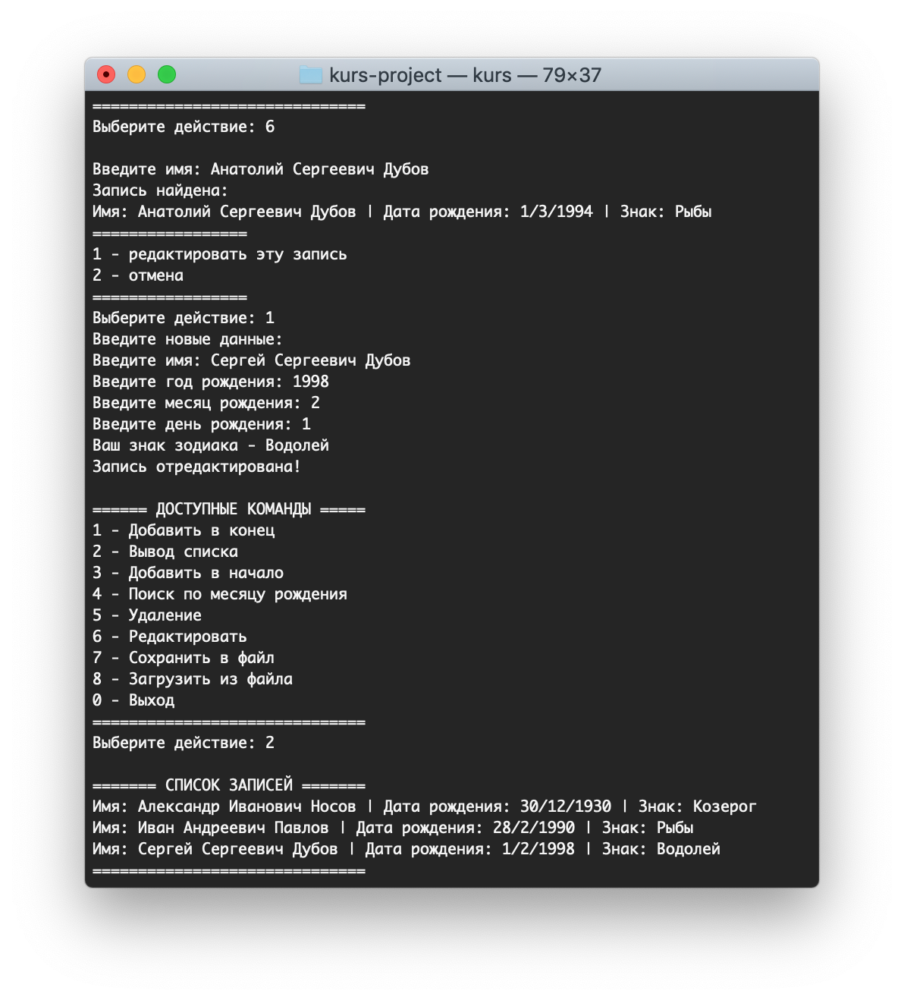 kurs-project — kurs — 79×37
==============================
Выберите действие: 6
Введите имя: Анатолий Сергеевич Дубов
Запись найдена:
Имя: Анатолий Сергеевич Дубов | Дата рождения: 1/3/1994 | Знак: Рыбы
=================
1 - редактировать эту запись
2 - отмена
=================
Выберите действие: 1
Введите новые данные:
Введите имя: Сергей Сергеевич Дубов
Введите год рождения: 1998
Введите месяц рождения: 2
Введите день рождения: 1
Ваш знак зодиака - Водолей
Запись отредактирована!
====== ДОСТУПНЫЕ КОМАНДЫ =====
1 - Добавить в конец
2 - Вывод списка
3 - Добавить в начало
4 - Поиск по месяцу рождения
5 - Удаление
6 - Редактировать
7 - Сохранить в файл
8 - Загрузить из файла
0 - Выход
==============================
Выберите действие: 2
======= СПИСОК ЗАПИСЕЙ =======
Имя: Александр Иванович Носов | Дата рождения: 30/12/1930 | Знак: Козерог
Имя: Иван Андреевич Павлов | Дата рождения: 28/2/1990 | Знак: Рыбы
Имя: Сергей Сергеевич Дубов | Дата рождения: 1/2/1998 | Знак: Водолей
==============================